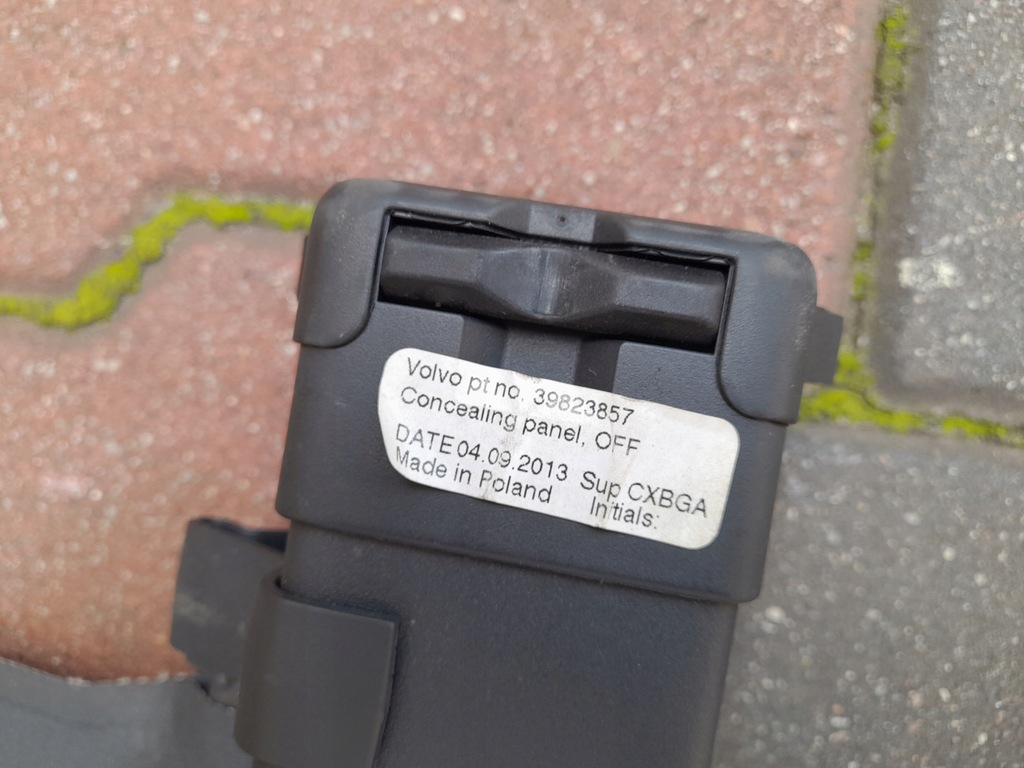 Volvo pt no. 39823857
Concealing panel, OFF
DATE 04.09.2013 Sup CXBGA
Made in Poland Initials: